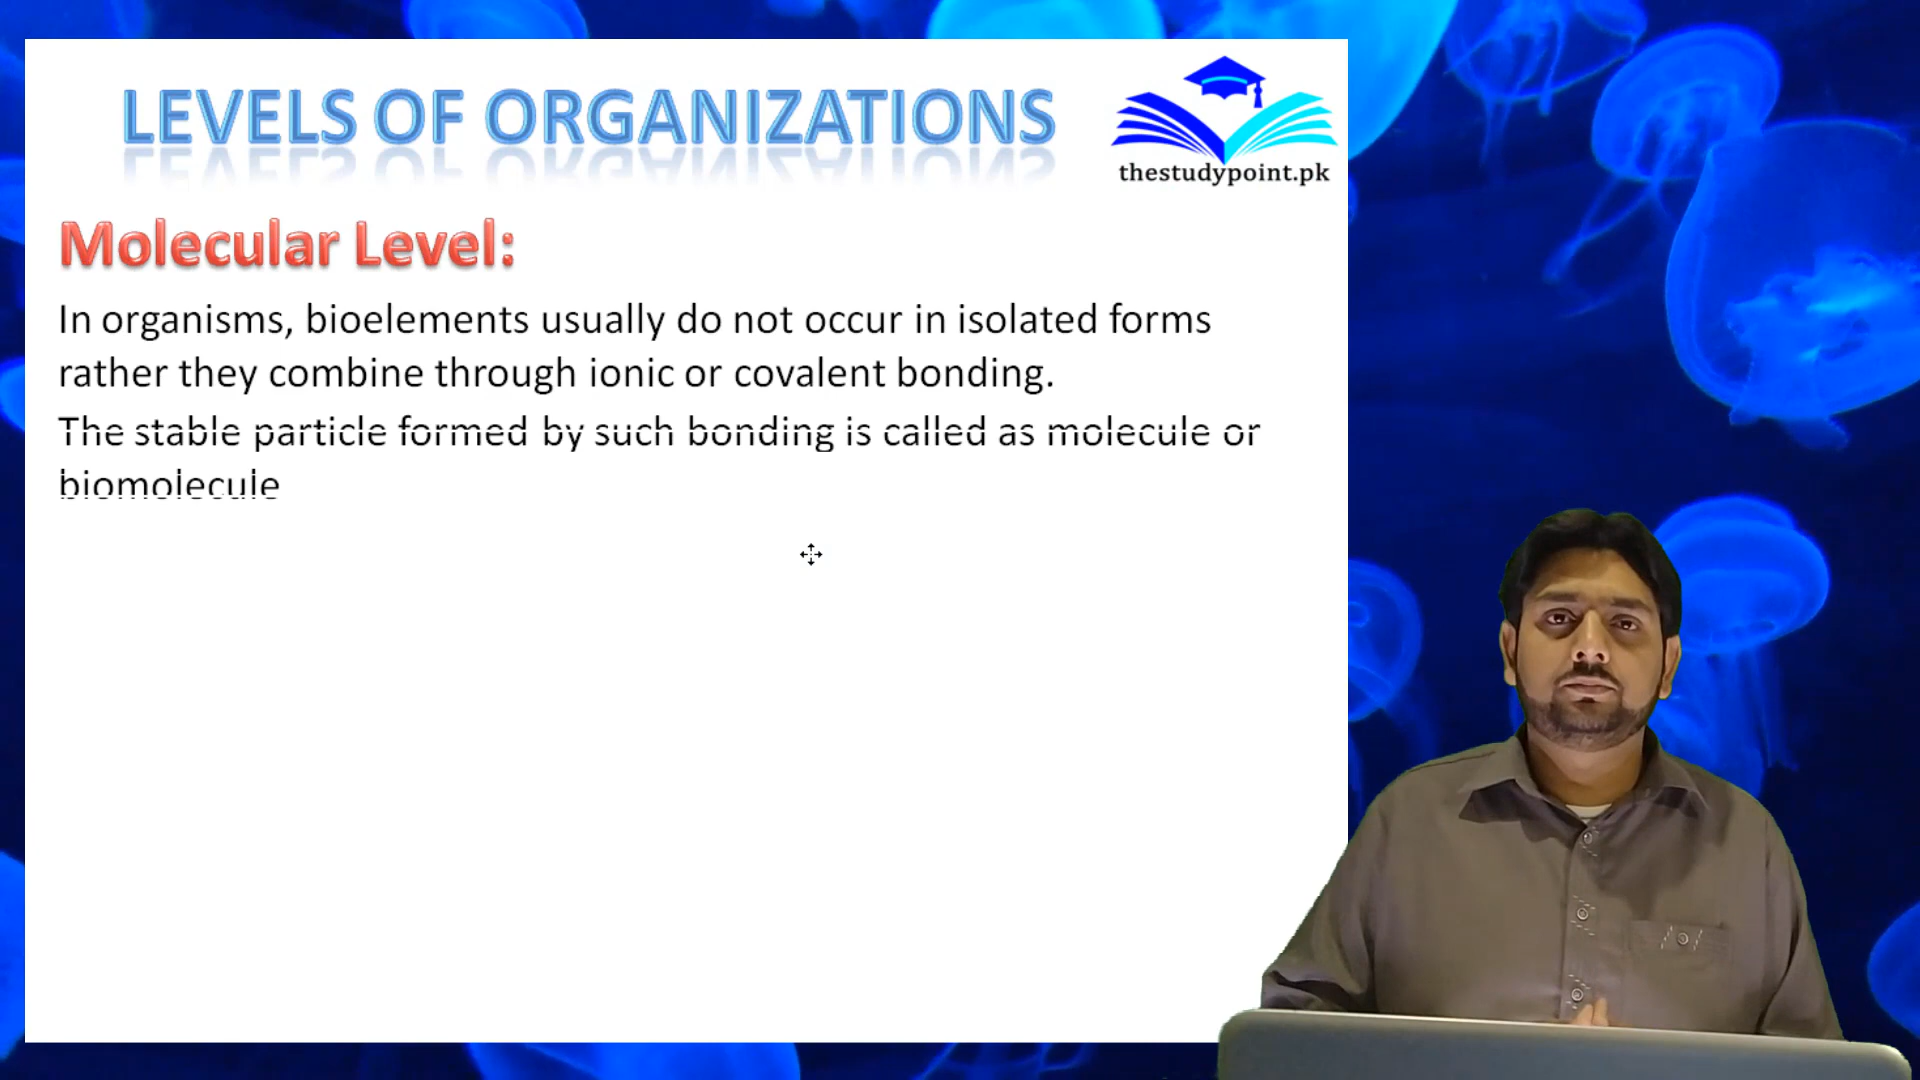 LEVELS OF ORGANIZATIONS
thestudypoint.pk
Molecular Level:
In organisms, bioelements usually do not occur in isolated forms
rather they combine through ionic or covalent bonding.
The stable particle formed by such bonding is called as molecule or
biomolecule